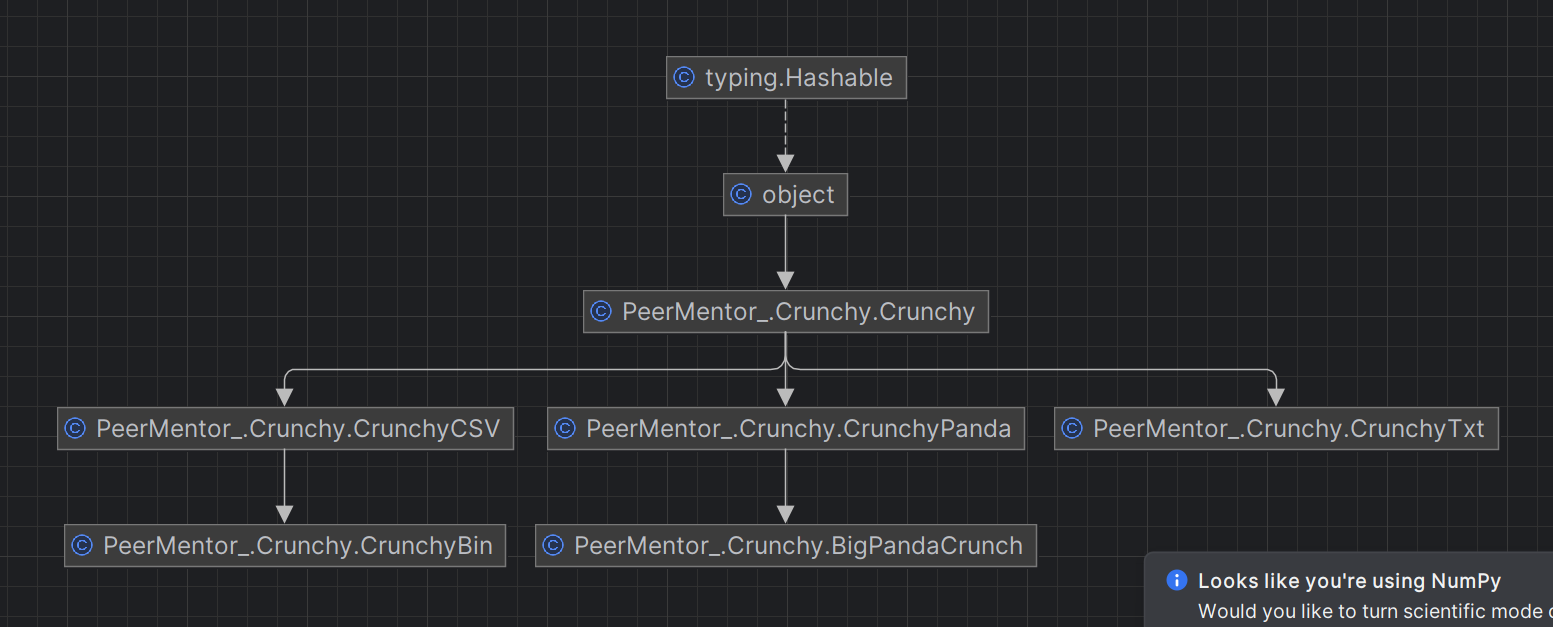 typing.Hashable
object
PeerMentor_.Crunchy.Crunchy
PeerMentor_.Crunchy.CrunchyCSV
PeerMentor_.Crunchy.CrunchyPanda
PeerMentor_.Crunchy.CrunchyTxt
PeerMentor_.Crunchy.CrunchyBin
PeerMentor_.Crunchy.BigPandaCrunch
Looks like you're using NumPy
Would you like to turn scientific mode